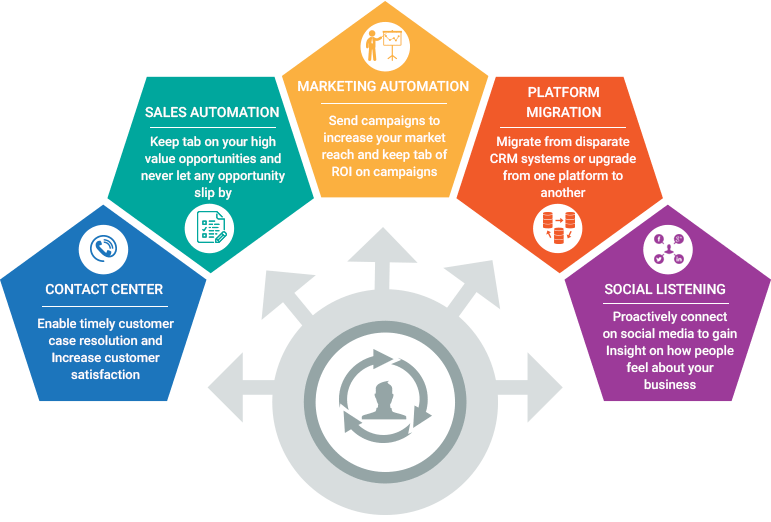 MARKETING AUTOMATION
Send campaigns to
increase your market
reach and keep tab of
ROI on campaigns
SALES AUTOMATION
Keep tab on your high
value opportunities and
never let any opportunity
slip by
PLATFORM
MIGRATION
Migrate from disparate
CRM systems or upgrade
from one platform to
another
CONTACT CENTER
Enable timely customer
case resolution and
Increase customer
satisfaction
SOCIAL LISTENING
Proactively connect
on social media to gain
Insight on how people
feel about your
business